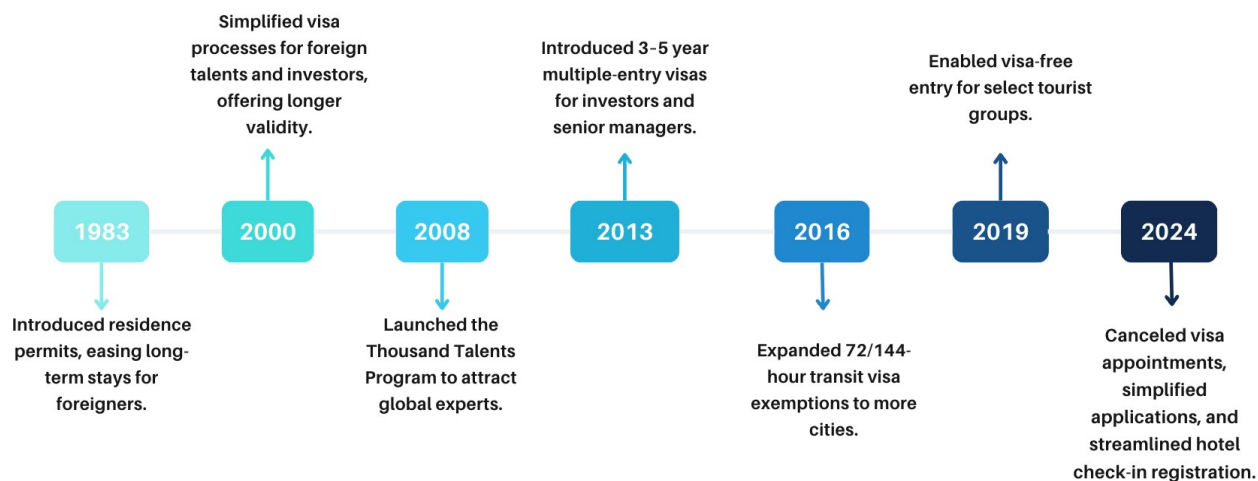 Simplified visa
processes for foreign
talents and investors,
offering longer
validity.
Introduced 3-5 year
multiple-entry visas
for investors and
senior managers.
Enabled visa-free
entry for select tourist
groups.
1983
2000
2008
2013
2016
2019
2024
Introduced residence
permits, easing long-
term stays for
foreigners.
Launched the
Thousand Talents
Program to attract
global experts.
Expanded 72/144-
hour transit visa
exemptions to more
cities.
Canceled visa
appointments,
simplified
applications, and
streamlined hotel
check-in registration.